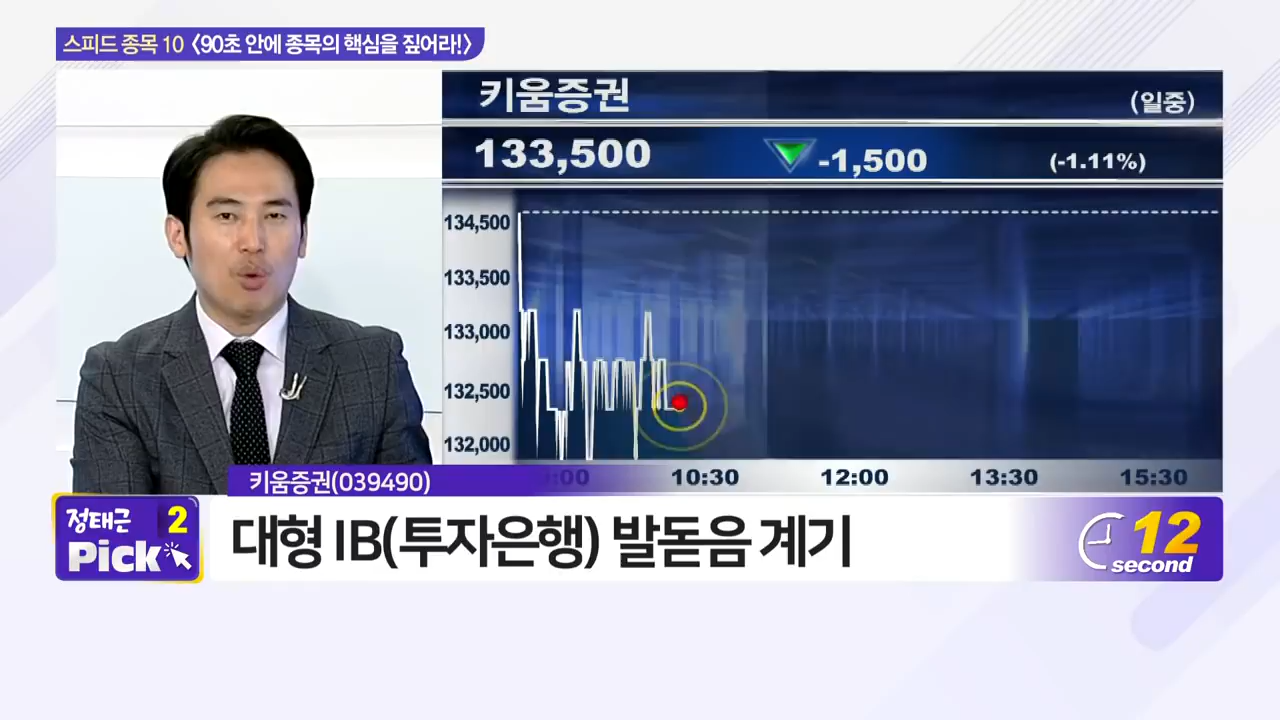 스피드 종목 10 <90초 안에 종목의 핵심을 짚어라!>
키움증권
(일중)
133,500
-1,500
(-1.11%)
134,500
133,500
133,000
132,500
132,000
10:30
12:00
13:30
15:30
키움증권(039490)
정태근 2
Pick
대형 IB(투자은행) 발돋음 계기
12
second